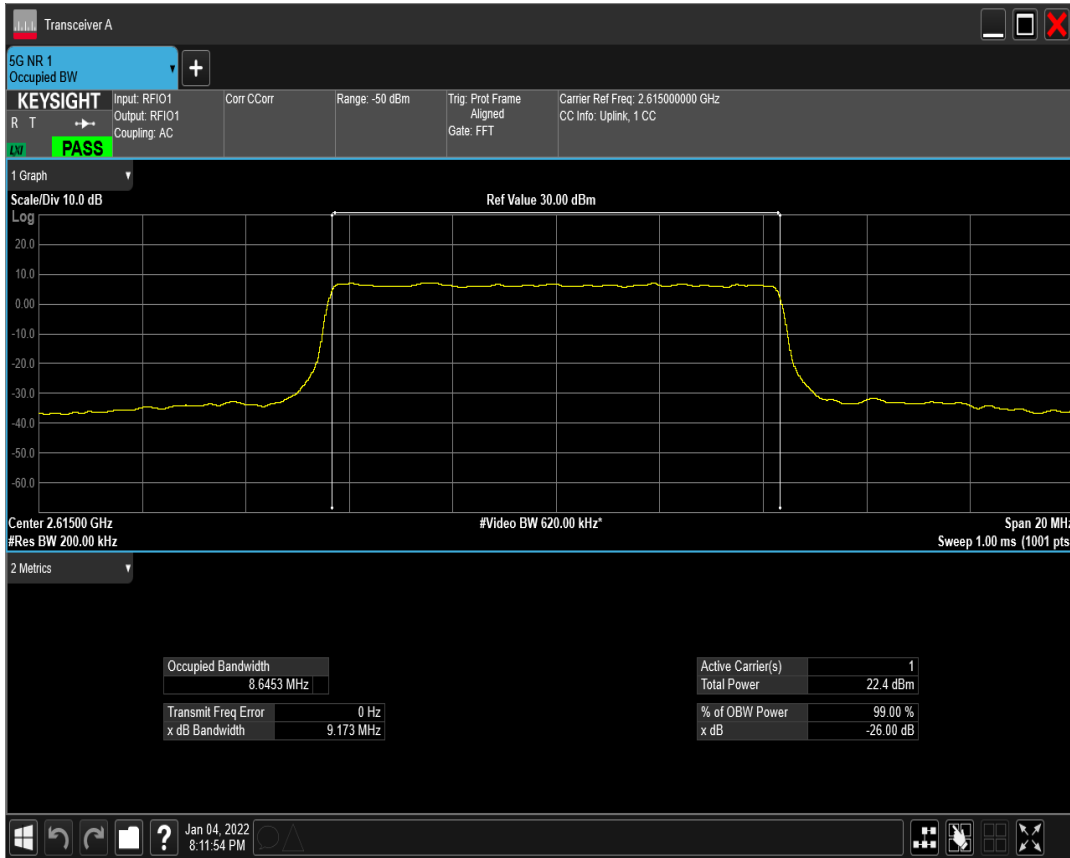 Transceiver A
5G NR 1
Occupied BW
+
KEYSIGHT
R T
LXI
PASS
Input: RFIO1
Output: RFIO1
Coupling: AC
Corr CCorr
Range: -50 dBm
Trig: Prot Frame
Aligned
Gate: FFT
Carrier Ref Freq: 2.615000000 GHz
CC Info: Uplink, 1 CC
1 Graph
Scale/Div 10.0 dB
Ref Value 30.00 dBm
Log
20.0
10.0
0.00
-10.0
-20.0
-30.0
-40.0
-50.0
-60.0
Center 2.61500 GHz
#Video BW 620.00 kHz*
Span 20 MHz
#Res BW 200.00 kHz
Sweep 1.00 ms (1001 pts
2 Metrics
Occupied Bandwidth
8.6453 MHz
Transmit Freq Error 0 Hz
x dB Bandwidth 9.173 MHz
Active Carrier(s) 1
Total Power 22.4 dBm
% of OBW Power 99.00 %
x dB -26.00 dB
?
Jan 04, 2022
8:11:54 PM